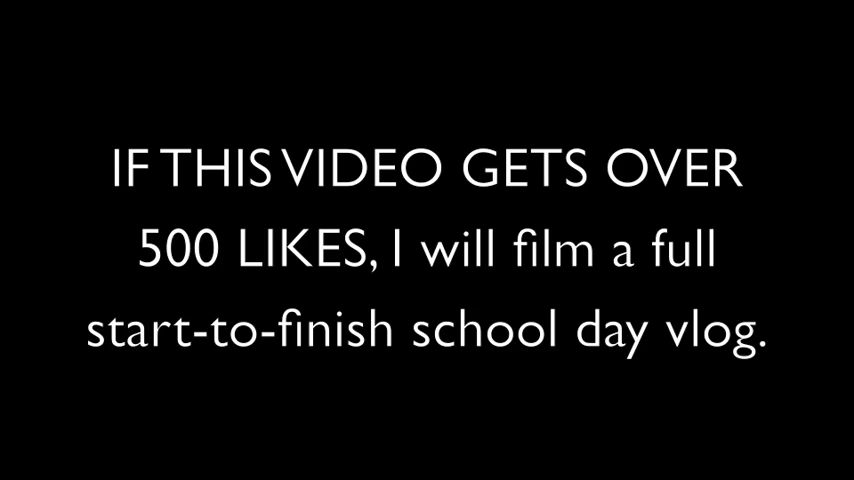 IF THIS VIDEO GETS OVER
500 LIKES, I will film a full
start-to-finish school day vlog.